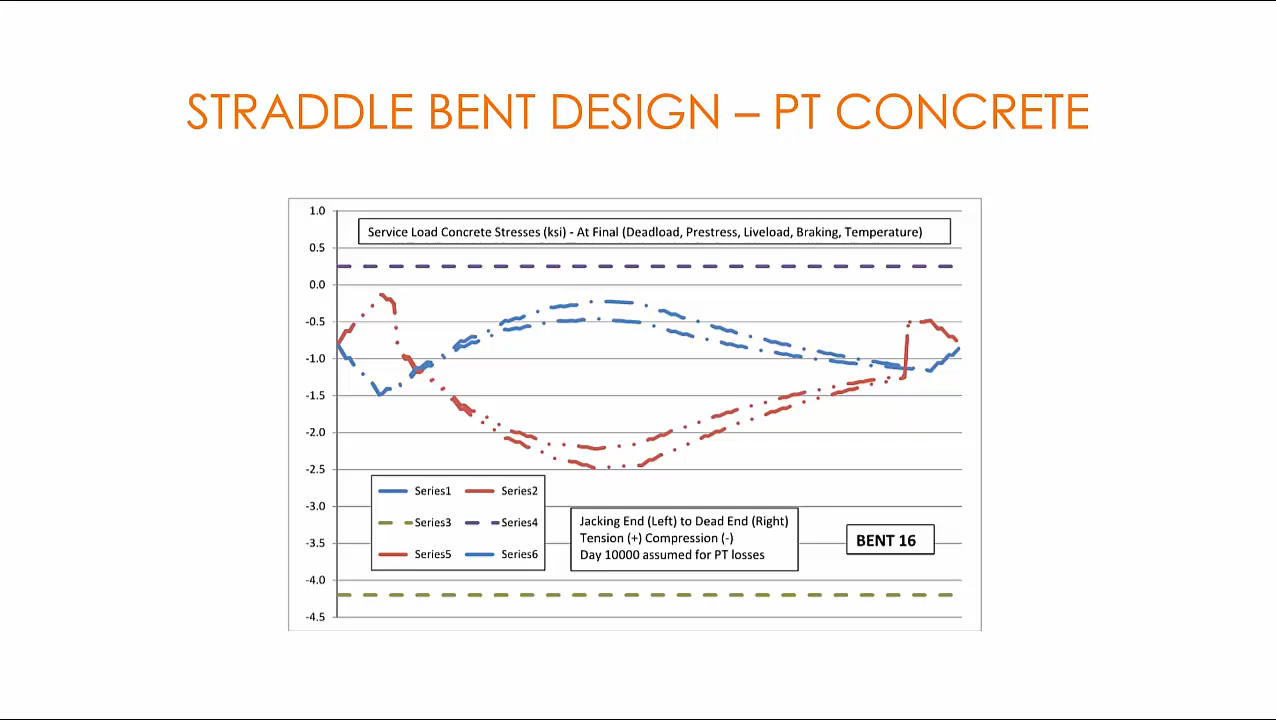 STRADDLE BENT DESIGN – PT CONCRETE
1.0
Service Load Concrete Stresses (ksi) - At Final (Deadload, Prestress, Liveload, Braking, Temperature)
0.5
0.0
-0.5
-1.0
-1.5
-2.0
-2.5
-3.0
-3.5
-4.0
-4.5
Series1 Series2
Series3 Series4
Series5 Series6
Jacking End (Left) to Dead End (Right)
Tension (+) Compression (-)
Day 10000 assumed for PT losses
BENT 16